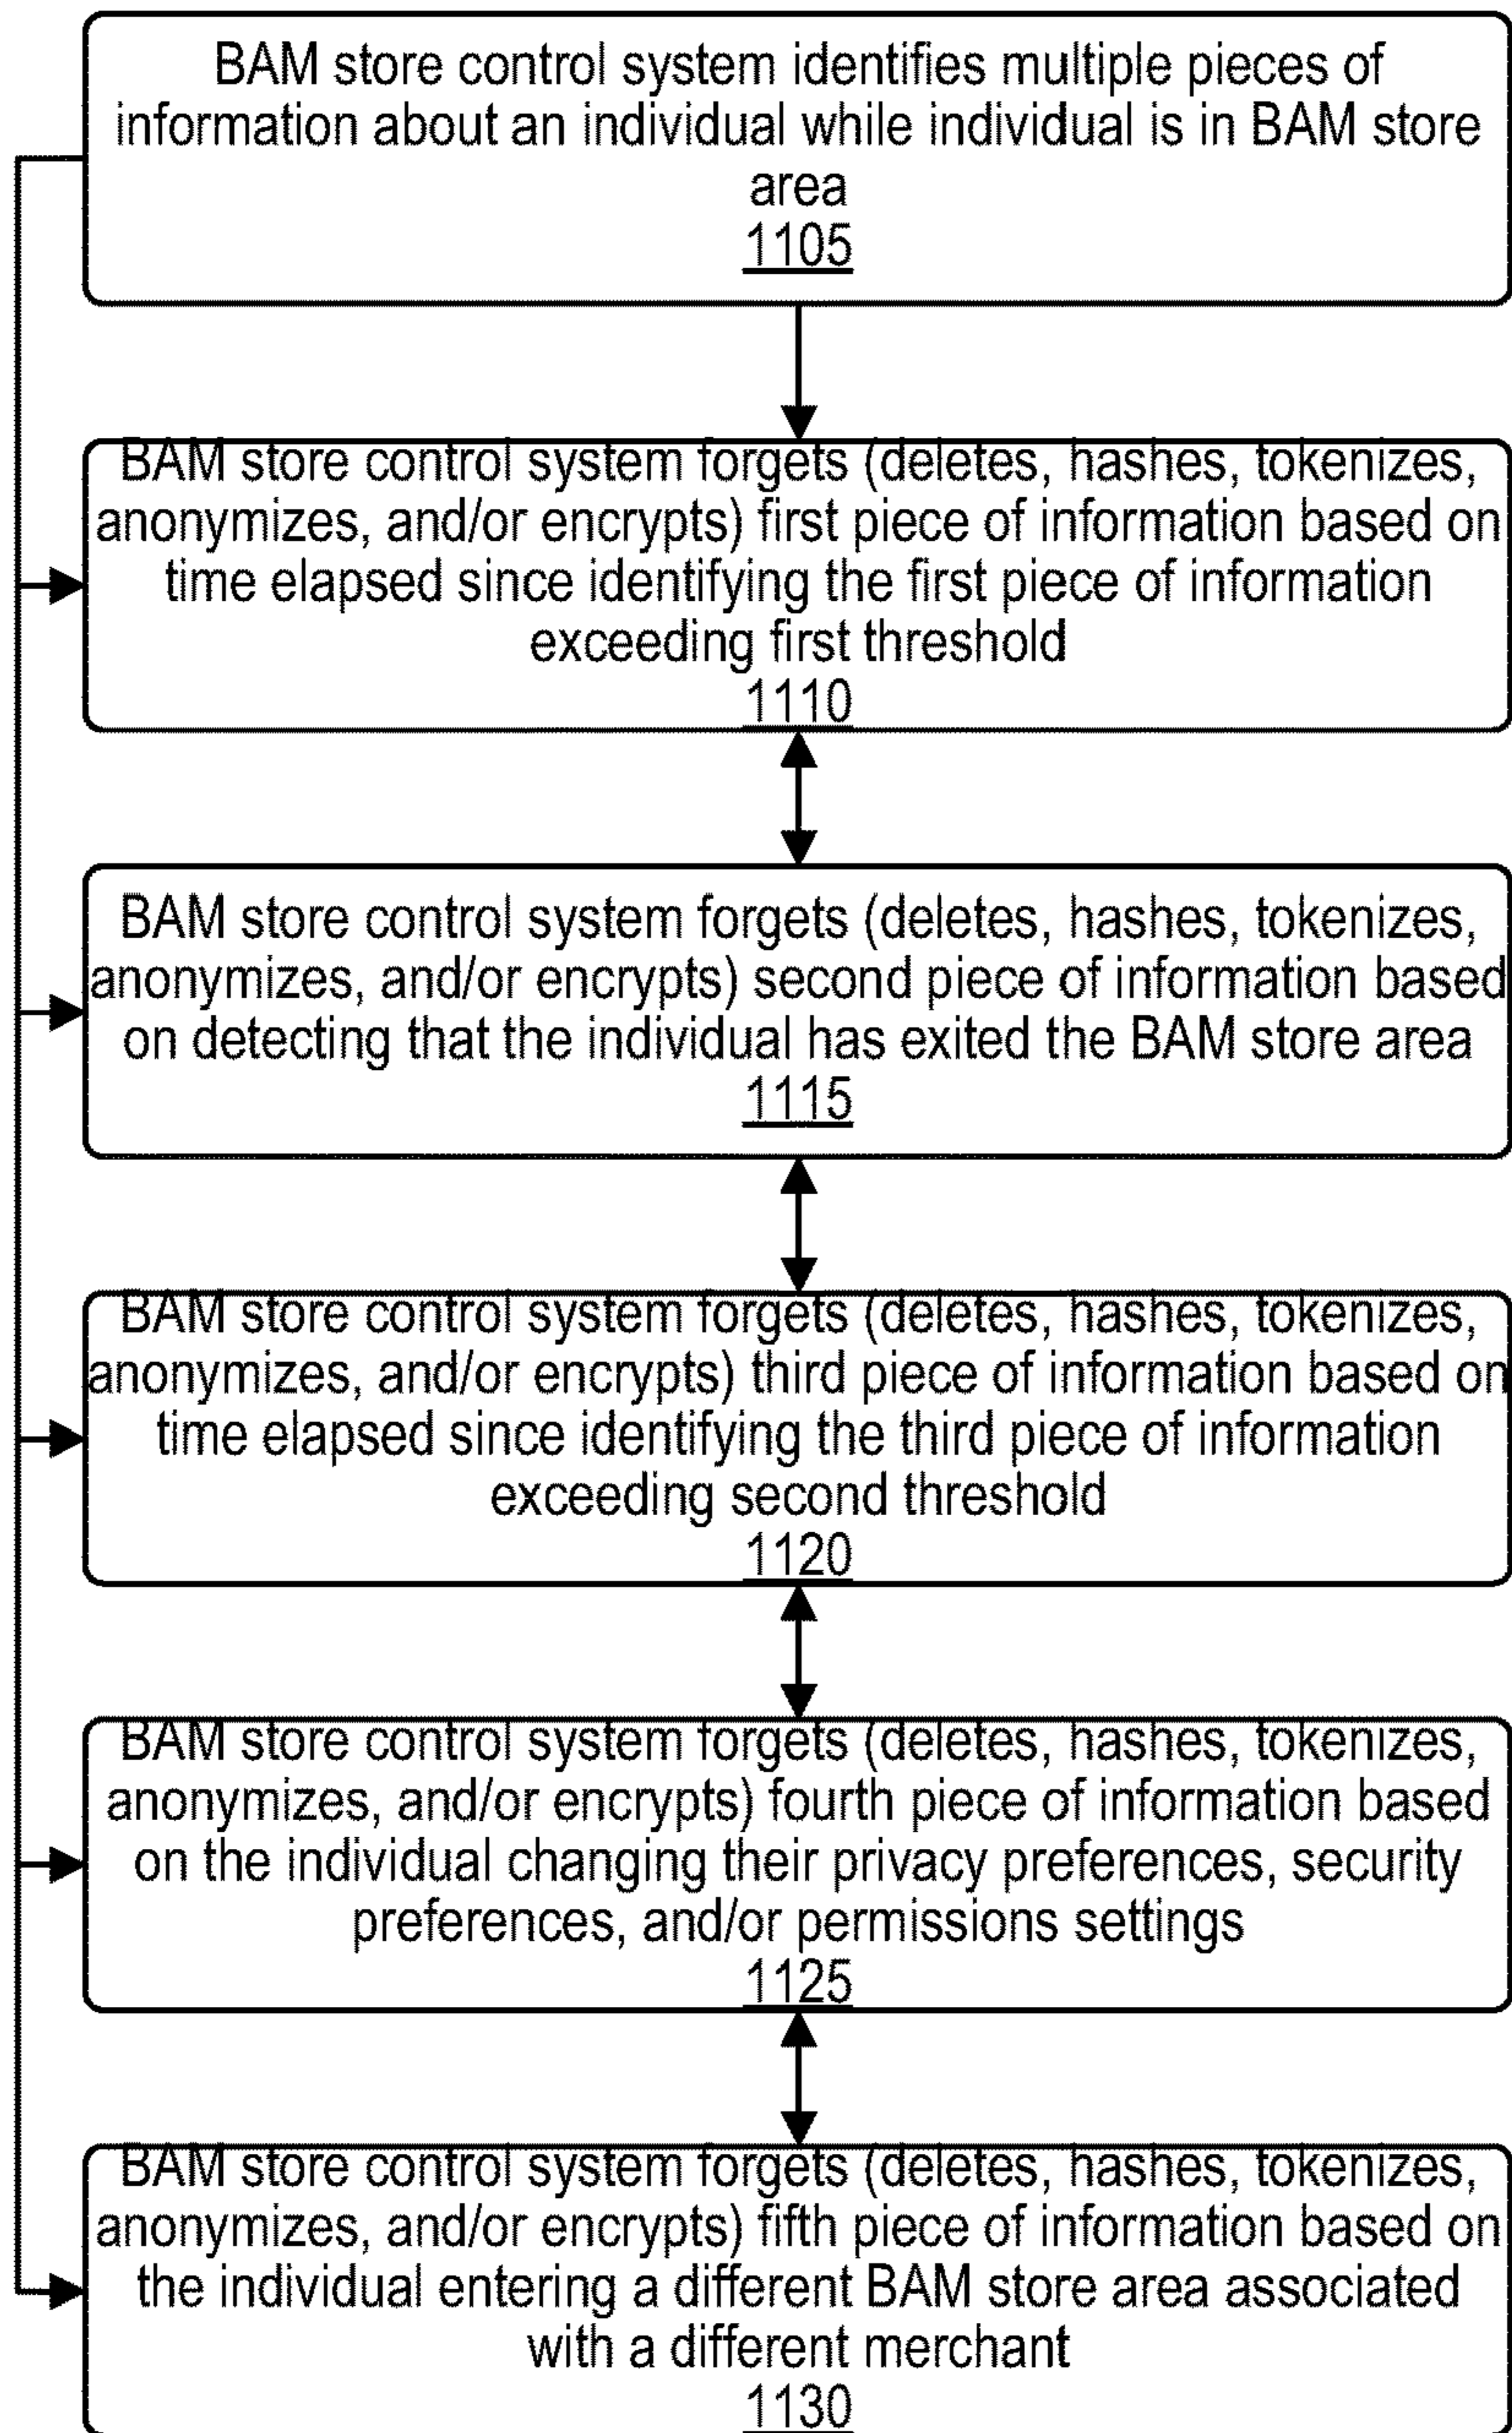 BAM store control system identifies multiple pieces of
information about an individual while individual is in BAM store
area
1105
BAM store control system forgets (deletes, hashes, tokenizes,
anonymizes, and/or encrypts) first piece of information based on
time elapsed since identifying the first piece of information
exceeding first threshold
1110
BAM store control system forgets (deletes, hashes, tokenizes,
anonymizes, and/or encrypts) second piece of information based
on detecting that the individual has exited the BAM store area
1115
BAM store control system forgets (deletes, hashes, tokenizes,
anonymizes, and/or encrypts) third piece of information based on
time elapsed since identifying the third piece of information
exceeding second threshold
1120
BAM store control system forgets (deletes, hashes, tokenizes,
anonymizes, and/or encrypts) fourth piece of information based
on the individual changing their privacy preferences, security
preferences, and/or permissions settings
1125
BAM store control system forgets (deletes, hashes, tokenizes,
anonymizes, and/or encrypts) fifth piece of information based on
the individual entering a different BAM store area associated
with a different merchant
1130